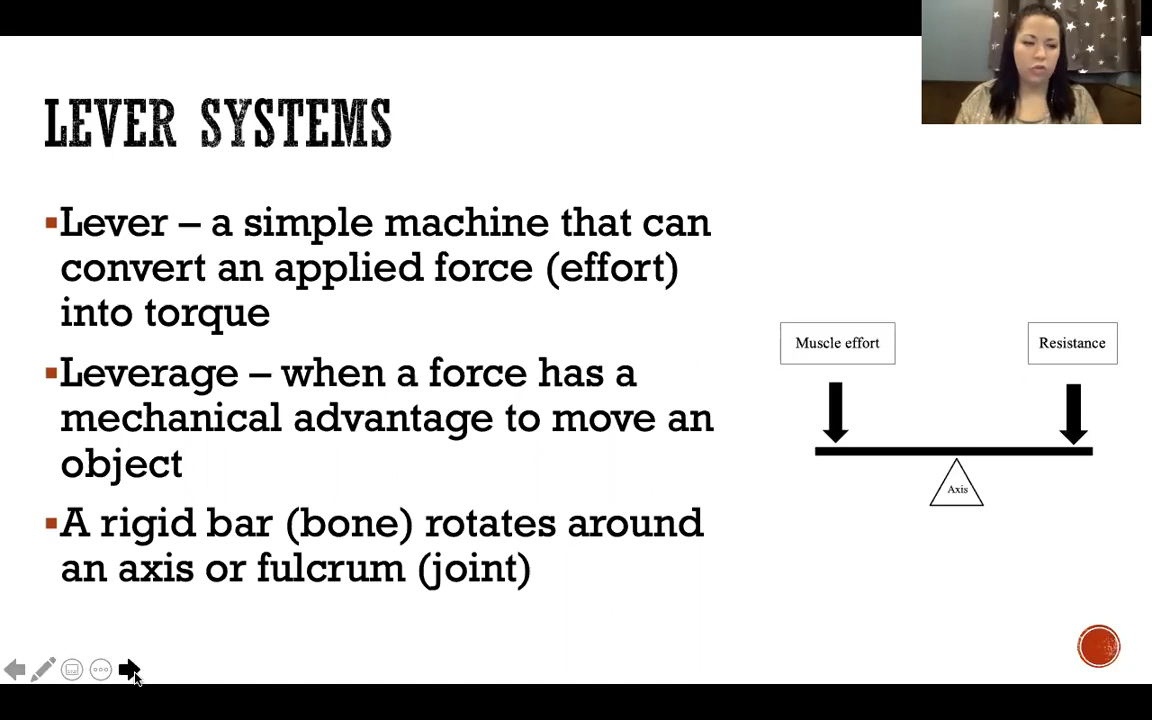 LEVER SYSTEMS
▪Lever – a simple machine that can
convert an applied force (effort)
into torque
▪Leverage – when a force has a
mechanical advantage to move an
object
▪A rigid bar (bone) rotates around
an axis or fulcrum (joint)
Muscle effort
Resistance
Axis